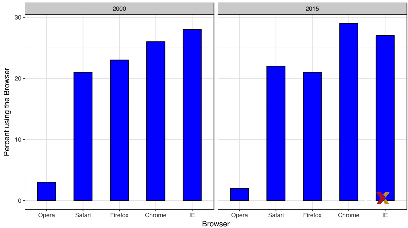 2000 2015
Percent using the Browser
30
20
10
0
Opera Safari Firefox Chrome IE Opera Safari Firefox Chrome IE
Browser